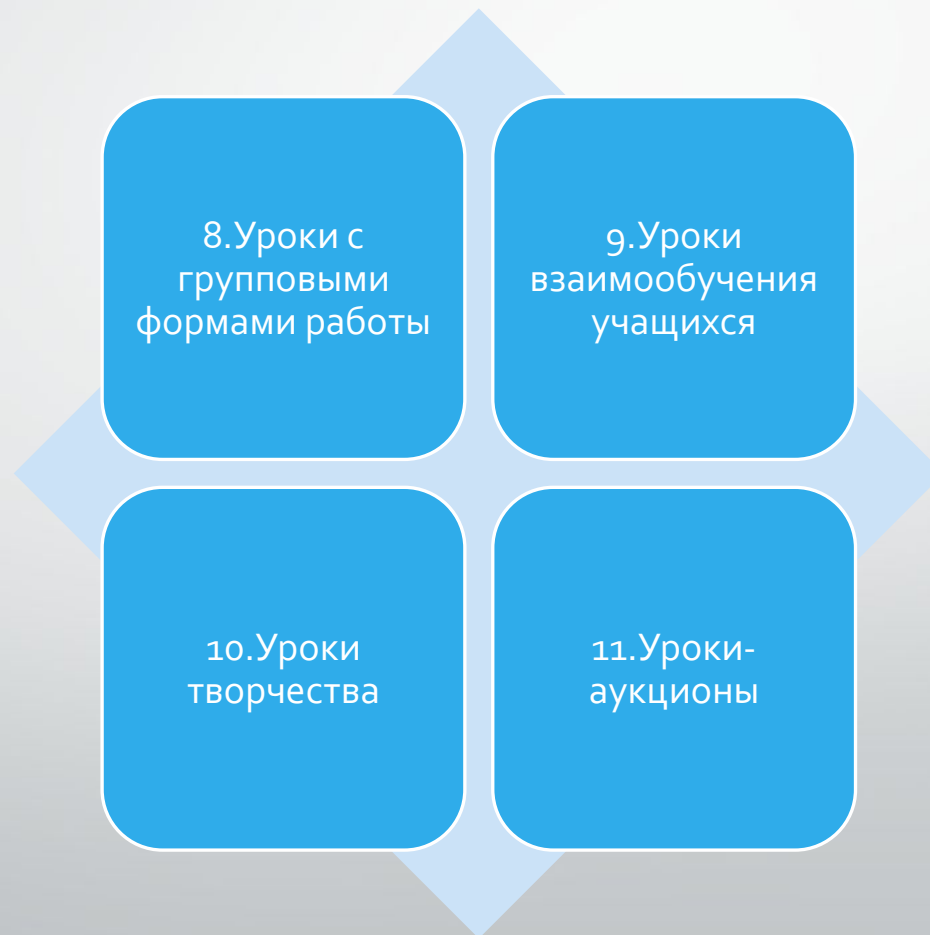 8.Уроки с
групповыми
формами работы
9.Уроки
взаимообучения
учащихся
10.Уроки
творчества
11.Уроки-
аукционы